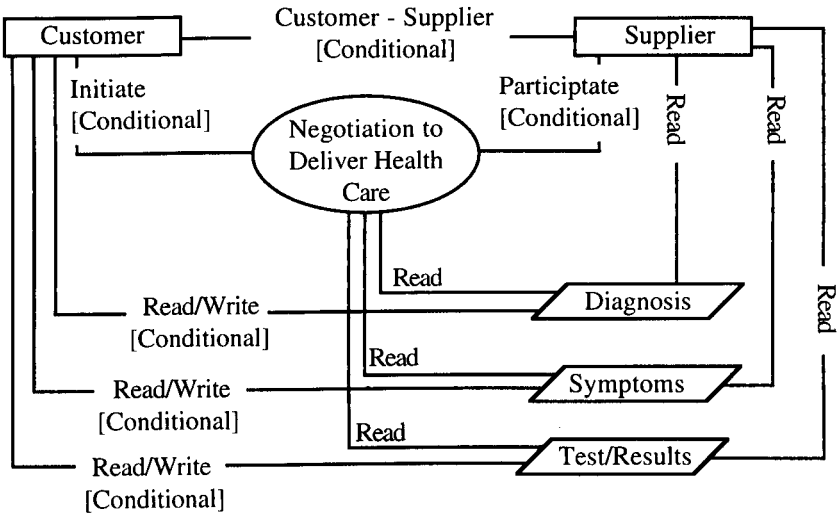 Customer
Customer - Supplier
[Conditional]
Supplier
Initiate
[Conditional]
Participtate
[Conditional]
Read
Read
Negotiation to
Deliver Health
Care
Read
Read
Diagnosis
Read/Write
[Conditional]
Read
Symptoms
Read/Write
[Conditional]
Read
Test/Results
Read/Write
[Conditional]